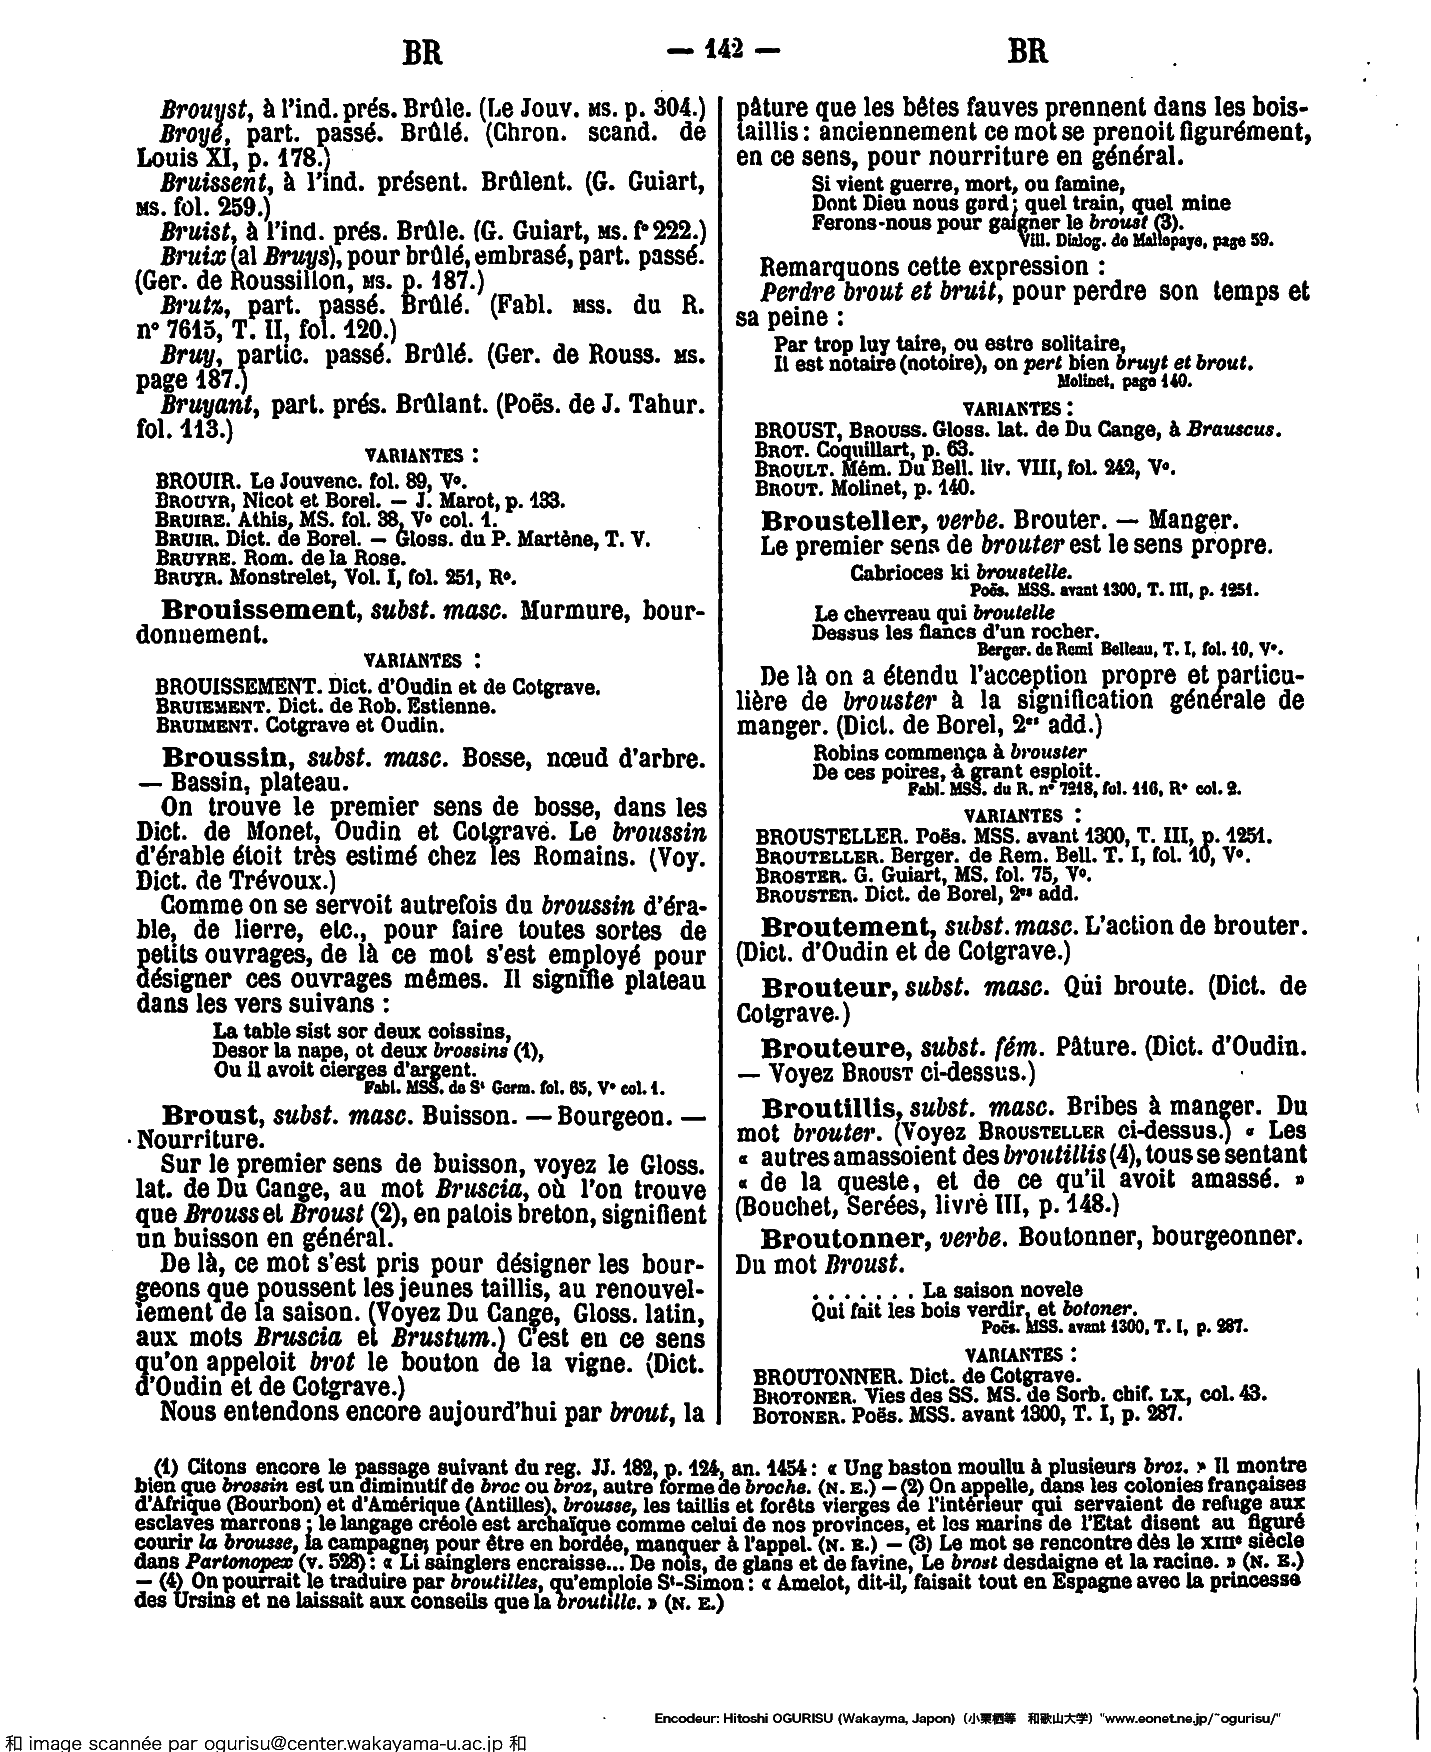 BR — 142 — BR
Brouyst, à l'ind. prés. Brûle. (Le Jouv. MS. p. 304.)
Broyé, part. passé. Brûlé. (Chron. scand. de
Louis XI, p. 178.)
Bruissent, à l'ind. présent. Brûlent. (G. Guiart,
MS. fol. 259.)
Bruist, à l'ind. prés. Brûle. (G. Guiart, MS. f° 222.)
Bruix (al Bruys), pour brûlé, embrasé, part. passé.
(Ger. de Roussillon, MS. p. 187.)
Brutz, part. passé. Brûlé. (Fabl. MSS. du R.
n° 7615, T. II, fol. 120.)
Bruy, partic. passé. Brûlé. (Ger. de Rouss. MS.
page 187.)
Bruyant, part. prés. Brûlant. (Poës. de J. Tahur.
fol. 113.)
VARIANTES :
BROUIR. Le Jouvenc. fol. 89, V°.
BROUYR, Nicot et Borel. — J. Marot, p. 133.
BRUIRE. Athis, MS. fol. 38, V° col. 1.
BRUIR. Dict. de Borel. — Gloss. du P. Martène, T. V.
BRUYRE. Rom. de la Rose.
BRUYR. Monstrelet, Vol. I, fol. 251, R°.
Brouissement, subst. masc. Murmure, bour-
donnement.
VARIANTES :
BROUISSEMENT. Dict. d'Oudin et de Cotgrave.
BRUIEMENT. Dict. de Rob. Estienne.
BRUIMENT. Cotgrave et Oudin.
Broussin, subst. masc. Bosse, nœud d'arbre.
— Bassin, plateau.
On trouve le premier sens de bosse, dans les
Dict. de Monet, Oudin et Cotgrave. Le broussin
d'érable étoit très estimé chez les Romains. (Voy.
Dict. de Trévoux.)
Comme on se servoit autrefois du broussin d'éra-
ble, de lierre, etc., pour faire toutes sortes de
petits ouvrages, de là ce mot s'est employé pour
désigner ces ouvrages mêmes. Il signifie plateau
dans les vers suivans :
La table sist sor deux coissins,
Desor la nape, ot deux brossins (1),
Ou il avoit cierges d'argent.
Fabl. MSS. de St Germ. fol. 65, V° col. 1.
Broust, subst. masc. Buisson. — Bourgeon. —
Nourriture.
Sur le premier sens de buisson, voyez le Gloss.
lat. de Du Cange, au mot Bruscia, où l'on trouve
que Brouss et Broust (2), en patois breton, signifient
un buisson en général.
De là, ce mot s'est pris pour désigner les bour-
geons que poussent les jeunes taillis, au renouvel-
lement de la saison. (Voyez Du Cange, Gloss. latin,
aux mots Bruscia et Brustum.) C'est en ce sens
qu'on appeloit brot le bouton de la vigne. (Dict.
d'Oudin et de Cotgrave.)
Nous entendons encore aujourd'hui par brout, la
pâture que les bêtes fauves prennent dans les bois-
taillis : anciennement ce mot se prenoit figurément,
en ce sens, pour nourriture en général.
Si vient guerre, mort, ou famine,
Dont Dieu nous gard ; quel train, quel mine
Ferons-nous pour gaigner le broust (3).
Vill. Dialog. de Mallepaye, page 59.
Remarquons cette expression :
Perdre brout et bruit, pour perdre son temps et
sa peine :
Par trop luy taire, ou estre solitaire,
Il est notaire (notoire), on pert bien bruyt et brout.
Molinet, page 140.
VARIANTES :
BROUST, BROUSS. Gloss. lat. de Du Cange, à Brauscus.
BROT. Coquillart, p. 63.
BROULT. Mém. Du Bell. liv. VIII, fol. 242, V°.
BROUT. Molinet, p. 140.
Brousteller, verbe. Brouter. — Manger.
Le premier sens de brouter est le sens propre.
Cabrioces ki broustelle.
Poës. MSS. avant 1300, T. III, p. 1251.
Le chevreau qui broutelle
Dessus les flancs d'un rocher.
Berger. de Remi Belleau, T. I, fol. 10, V°.
De là on a étendu l'acception propre et particu-
lière de brouster à la signification générale de
manger. (Dict. de Borel, 2es add.)
Robins commença à brouster
De ces poires, à grant esploit.
Fabl. MSS. du R. n° 7218, fol. 116, R° col. 2.
VARIANTES :
BROUSTELLER. Poës. MSS. avant 1300, T. III, p. 1251.
BROUTELLER. Berger. de Rem. Bell. T. I, fol. 10, V°.
BROSTER. G. Guiart, MS. fol. 75, V°.
BROUSTER. Dict. de Borel, 2es add.
Broutement, subst. masc. L'action de brouter.
(Dict. d'Oudin et de Cotgrave.)
Brouteur, subst. masc. Qui broute. (Dict. de
Cotgrave.)
Brouteure, subst. fém. Pâture. (Dict. d'Oudin.
— Voyez BROUST ci-dessus.)
Broutillis, subst. masc. Bribes à manger. Du
mot brouter. (Voyez BROUSTELLER ci-dessus.) « Les
« autres amassoient des broutillis (4), tous se sentant
« de la queste, et de ce qu'il avoit amassé. »
(Bouchet, Serées, livre III, p. 148.)
Broutonner, verbe. Boutonner, bourgeonner.
Du mot Broust.
. . . . . . . La saison novele
Qui fait les bois verdir, et botoner.
Poës. MSS. avant 1300, T. I, p. 287.
VARIANTES :
BROUTONNER. Dict. de Cotgrave.
BROTONER. Vies des SS. MS. de Sorb. chif. LX, col. 43.
BOTONER. Poës. MSS. avant 1300, T. I, p. 287.
(1) Citons encore le passage suivant du reg. JJ. 182, p. 124, an. 1454 : « Ung baston moullu à plusieurs broz. » Il montre
bien que brossin est un diminutif de broc ou broz, autre forme de broche. (N. E.) — (2) On appelle, dans les colonies françaises
d'Afrique (Bourbon) et d'Amérique (Antilles), brousse, les taillis et forêts vierges de l'intérieur qui servaient de refuge aux
esclaves marrons ; le langage créole est archaïque comme celui de nos provinces, et les marins de l'Etat disent au figuré
courir la brousse, la campagne, pour être en bordée, manquer à l'appel. (N. E.) — (3) Le mot se rencontre dès le XIIIe siècle
dans Partonopex (v. 528) : « Li sainglers encraisse... De nois, de glans et de favine, Le brost desdaigne et la racine. » (N. E.)
— (4) On pourrait le traduire par broutilles, qu'emploie St-Simon : « Amelot, dit-il, faisait tout en Espagne avec la princesse
des Ursins et ne laissait aux conseils que la broutille. » (N. E.)
Encodeur: Hitoshi OGURISU (Wakayma, Japon) (小栗栖等 和歌山大学) "www.eonet.ne.jp/~ogurisu/"
和 image scannée par ogurisu@center.wakayama-u.ac.jp 和